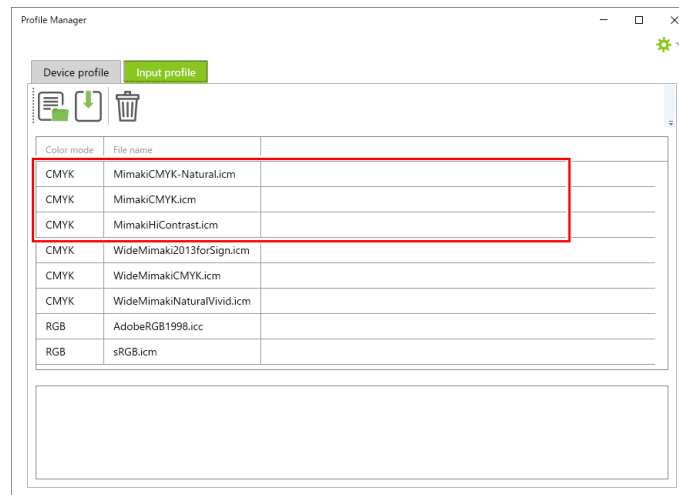 Profile Manager
Device profile Input profile
Color mode File name
CMYK MimakiCMYK-Natural.icm
CMYK MimakiCMYK.icm
CMYK MimakiHiContrast.icm
CMYK WideMimaki2013forSign.icm
CMYK WideMimakiCMYK.icm
CMYK WideMimakiNaturalVivid.icm
RGB AdobeRGB1998.icc
RGB sRGB.icm